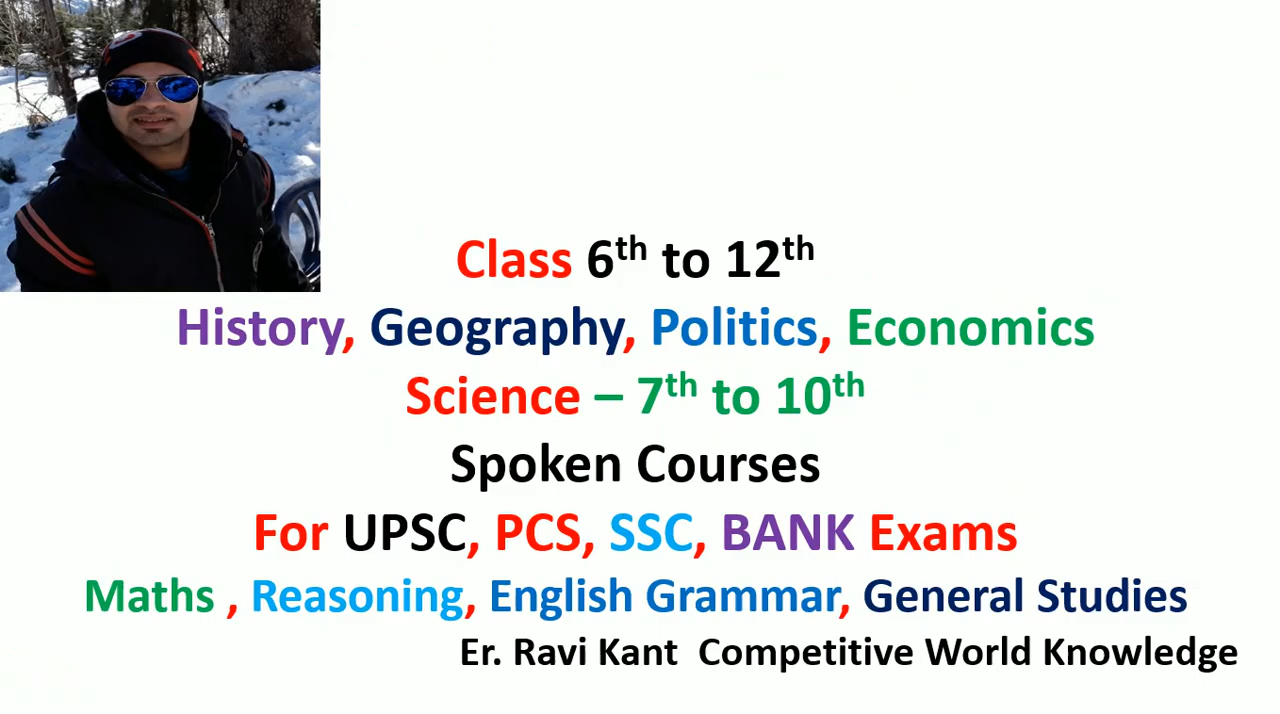 Class 6th to 12th
History, Geography, Politics, Economics
Science – 7th to 10th
Spoken Courses
For UPSC, PCS, SSC, BANK Exams
Maths , Reasoning, English Grammar, General Studies
Er. Ravi Kant  Competitive World Knowledge